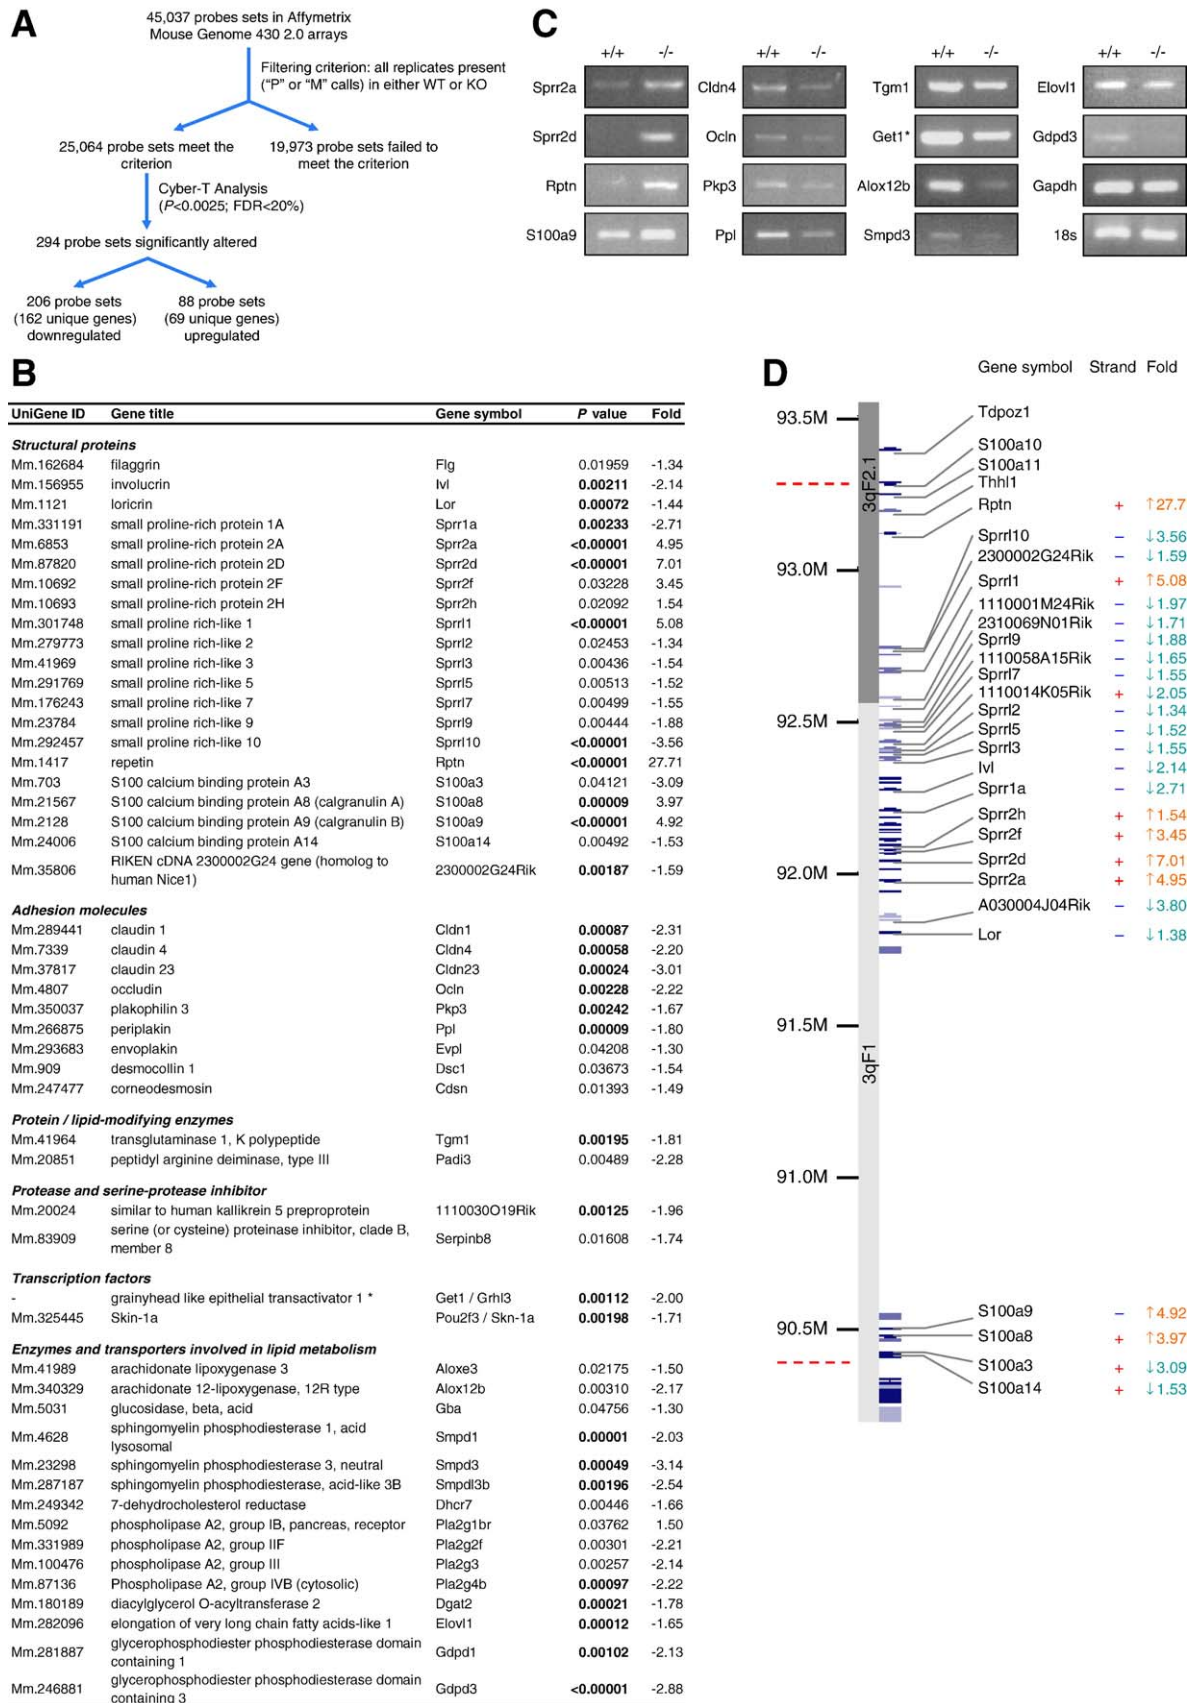 A
45,037 probes sets in Affymetrix
Mouse Genome 430 2.0 arrays
Filtering criterion: all replicates present
("P" or "M" calls) in either WT or KO
25,064 probe sets meet the
criterion
19,973 probe sets failed to
meet the criterion
Cyber-T Analysis
(P<0.0025; FDR<20%)
294 probe sets significantly altered
206 probe sets
(162 unique genes)
downregulated
88 probe sets
(69 unique genes)
upregulated
C
+/+ -/- +/+ -/- +/+ -/- +/+ -/-
Sprr2a Cldn4 Tgm1 Elovl1
Sprr2d Ocln Get1* Gdpd3
Rptn Pkp3 Alox12b Gapdh
S100a9 Ppl Smpd3 18s
B
UniGene ID Gene title Gene symbol P value Fold
Structural proteins
Mm.162684 filaggrin Flg 0.01959 -1.34
Mm.156955 involucrin Ivl 0.00211 -2.14
Mm.1121 loricrin Lor 0.00072 -1.44
Mm.331191 small proline-rich protein 1A Sprr1a 0.00233 -2.71
Mm.6853 small proline-rich protein 2A Sprr2a <0.00001 4.95
Mm.87820 small proline-rich protein 2D Sprr2d <0.00001 7.01
Mm.10692 small proline-rich protein 2F Sprr2f 0.03228 3.45
Mm.10693 small proline-rich protein 2H Sprr2h 0.02092 1.54
Mm.301748 small proline rich-like 1 Sprrl1 <0.00001 5.08
Mm.279773 small proline rich-like 2 Sprrl2 0.02453 -1.34
Mm.41969 small proline rich-like 3 Sprrl3 0.00436 -1.54
Mm.291769 small proline rich-like 5 Sprrl5 0.00513 -1.52
Mm.176243 small proline rich-like 7 Sprrl7 0.00499 -1.55
Mm.23784 small proline rich-like 9 Sprrl9 0.00444 -1.88
Mm.292457 small proline rich-like 10 Sprrl10 <0.00001 -3.56
Mm.1417 repetin Rptn <0.00001 27.71
Mm.703 S100 calcium binding protein A3 S100a3 0.04121 -3.09
Mm.21567 S100 calcium binding protein A8 (calgranulin A) S100a8 0.00009 3.97
Mm.2128 S100 calcium binding protein A9 (calgranulin B) S100a9 <0.00001 4.92
Mm.24006 S100 calcium binding protein A14 S100a14 0.00492 -1.53
Mm.35806 RIKEN cDNA 2300002G24 gene (homolog to
human Nice1) 2300002G24Rik 0.00187 -1.59
Adhesion molecules
Mm.289441 claudin 1 Cldn1 0.00087 -2.31
Mm.7339 claudin 4 Cldn4 0.00058 -2.20
Mm.37817 claudin 23 Cldn23 0.00024 -3.01
Mm.4807 occludin Ocln 0.00228 -2.22
Mm.350037 plakophilin 3 Pkp3 0.00242 -1.67
Mm.266875 periplakin Ppl 0.00009 -1.80
Mm.293683 envoplakin Evpl 0.04208 -1.30
Mm.909 desmocollin 1 Dsc1 0.03673 -1.54
Mm.247477 corneodesmosin Cdsn 0.01393 -1.49
Protein / lipid-modifying enzymes
Mm.41964 transglutaminase 1, K polypeptide Tgm1 0.00195 -1.81
Mm.20851 peptidyl arginine deiminase, type III Padi3 0.00489 -2.28
Protease and serine-protease inhibitor
Mm.20024 similar to human kallikrein 5 preproprotein 1110030O19Rik 0.00125 -1.96
Mm.83909 serine (or cysteine) proteinase inhibitor, clade B,
member 8 Serpinb8 0.01608 -1.74
Transcription factors
- grainyhead like epithelial transactivator 1 * Get1 / Grhl3 0.00112 -2.00
Mm.325445 Skin-1a Pou2f3 / Skn-1a 0.00198 -1.71
Enzymes and transporters involved in lipid metabolism
Mm.41989 arachidonate lipoxygenase 3 Aloxe3 0.02175 -1.50
Mm.340329 arachidonate 12-lipoxygenase, 12R type Alox12b 0.00310 -2.17
Mm.5031 glucosidase, beta, acid Gba 0.04756 -1.30
Mm.4628 sphingomyelin phosphodiesterase 1, acid
lysosomal Smpd1 0.00001 -2.03
Mm.23298 sphingomyelin phosphodiesterase 3, neutral Smpd3 0.00049 -3.14
Mm.287187 sphingomyelin phosphodiesterase, acid-like 3B Smpdl3b 0.00196 -2.54
Mm.249342 7-dehydrocholesterol reductase Dhcr7 0.00446 -1.66
Mm.5092 phospholipase A2, group IB, pancreas, receptor Pla2g1br 0.03762 1.50
Mm.331989 phospholipase A2, group IIF Pla2g2f 0.00301 -2.21
Mm.100476 phospholipase A2, group III Pla2g3 0.00257 -2.14
Mm.87136 Phospholipase A2, group IVB (cytosolic) Pla2g4b 0.00097 -2.22
Mm.180189 diacylglycerol O-acyltransferase 2 Dgat2 0.00021 -1.78
Mm.282096 elongation of very long chain fatty acids-like 1 Elovl1 0.00012 -1.65
Mm.281887 glycerophosphodiester phosphodiesterase domain
containing 1 Gdpd1 0.00102 -2.13
Mm.246881 glycerophosphodiester phosphodiesterase domain
containing 3 Gdpd3 <0.00001 -2.88
D
Gene symbol Strand Fold
93.5M
93.0M
92.5M
92.0M
91.5M
91.0M
90.5M
3qF2.1
3qF1
Tdpoz1
S100a10
S100a11
Thhl1
Rptn + ↑27.7
Sprrl10 – ↓3.56
2300002G24Rik – ↓1.59
Sprrl1 + ↑5.08
1110001M24Rik – ↓1.97
2310069N01Rik – ↓1.71
Sprrl9 – ↓1.88
1110058A15Rik – ↓1.65
Sprrl7 – ↓1.55
1110014K05Rik + ↓2.05
Sprrl2 – ↓1.34
Sprrl5 – ↓1.52
Sprrl3 – ↓1.55
Ivl – ↓2.14
Sprr1a – ↓2.71
Sprr2h + ↑1.54
Sprr2f + ↑3.45
Sprr2d + ↑7.01
Sprr2a + ↑4.95
A030004J04Rik – ↓3.80
Lor – ↓1.38
S100a9 – ↑4.92
S100a8 + ↑3.97
S100a3 + ↓3.09
S100a14 + ↓1.53